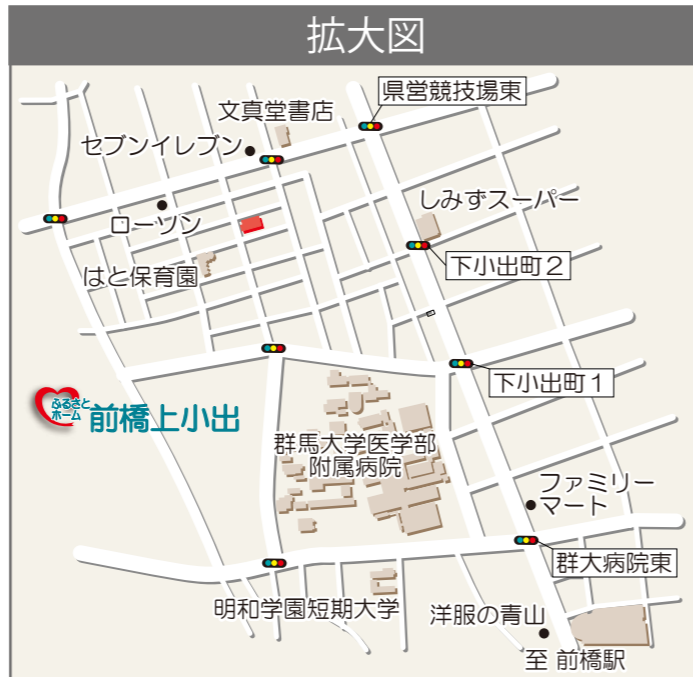 拡大図
県営競技場東
文真堂書店
セブンイレブン
ローソン
しみずスーパー
はと保育園
下小出町2
ふるさと
ホーム
前橋上小出
下小出町1
群馬大学医学部
附属病院
ファミリー
マート
群大病院東
明和学園短期大学
洋服の青山
至 前橋駅